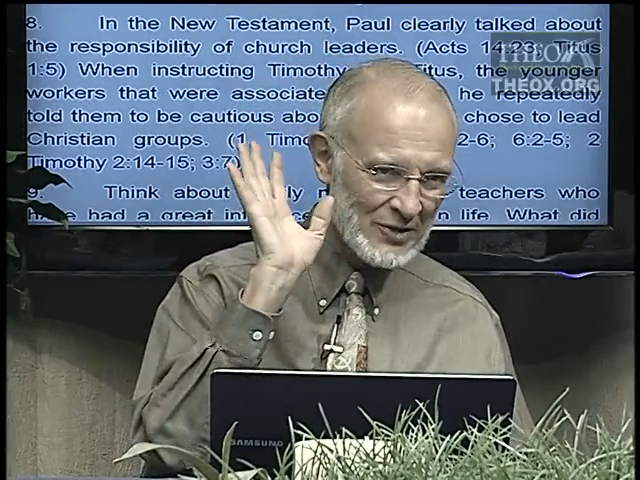 8. In the New Testament, Paul clearly talked about
the responsibility of church leaders. (Acts 14:23; Titus
1:5) When instructing Timothy Titus, the younger
workers that were associate he repeatedly
told them to be cautious abo chose to lead
Christian groups. (1 Timo 2-6; 6:2-5; 2
Timothy 2:14-15; 3:7
Think about teachers who
had a great in life. What did
THEOX
THEOX.ORG
SAMSUNG